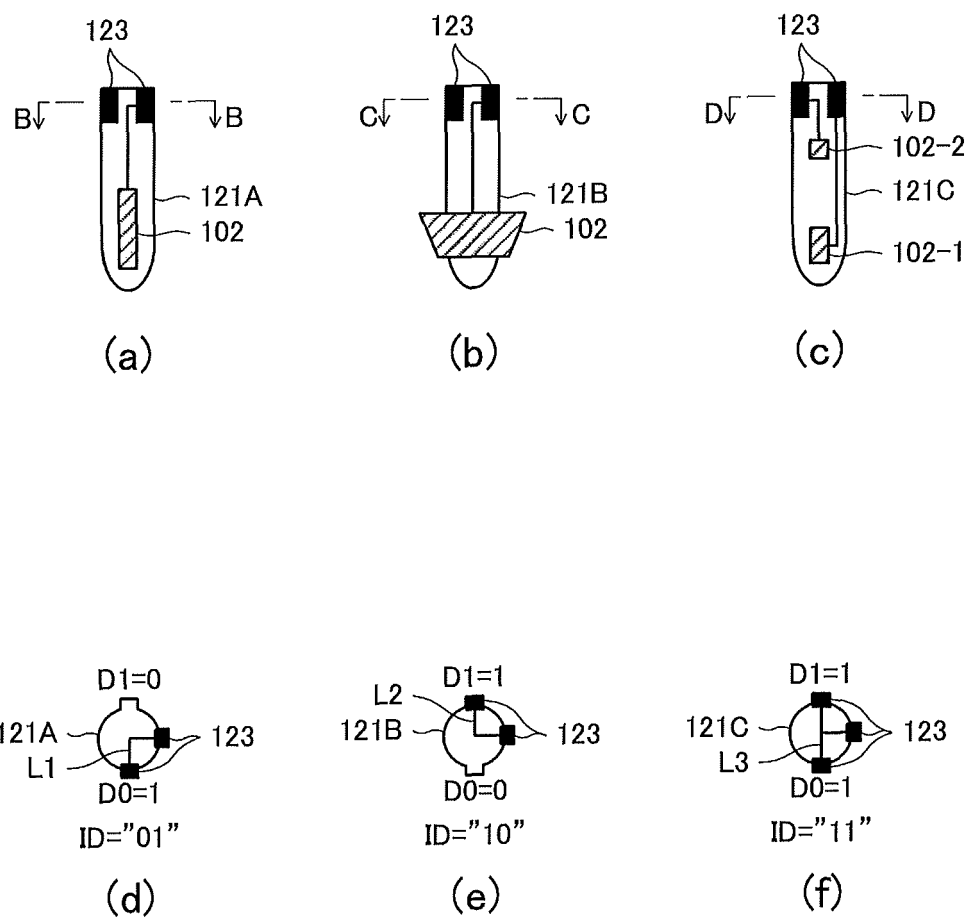 123 123 123
B B C C D D
102-2
121A 121B 121C
102 102 102-1
(a) (b) (c)
D1=0 D1=1 D1=1
L2
121A 121B 121C
123 123 123
L1 L3
D0=1 D0=0 D0=1
ID="01" ID="10" ID="11"
(d) (e) (f)